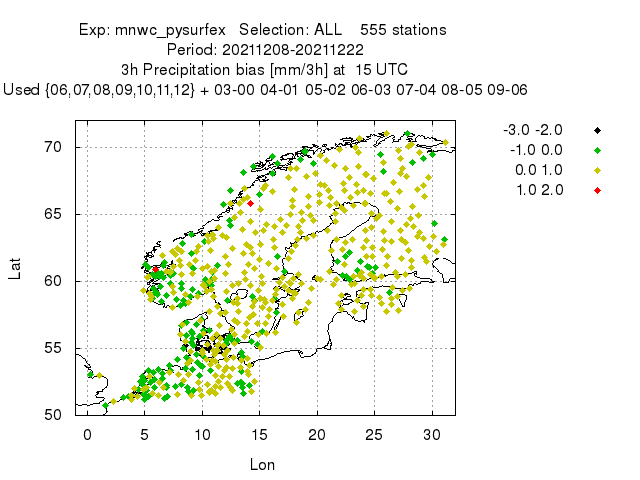 Exp: mnwc_pysurfex Selection: ALL 555 stations
Period: 20211208-20211222
3h Precipitation bias [mm/3h] at 15 UTC
Used {06,07,08,09,10,11,12} + 03-00 04-01 05-02 06-03 07-04 08-05 09-06
-3.0 -2.0
-1.0 0.0
0.0 1.0
1.0 2.0
70
65
60
55
50
Lat
0 5 10 15 20 25 30
Lon